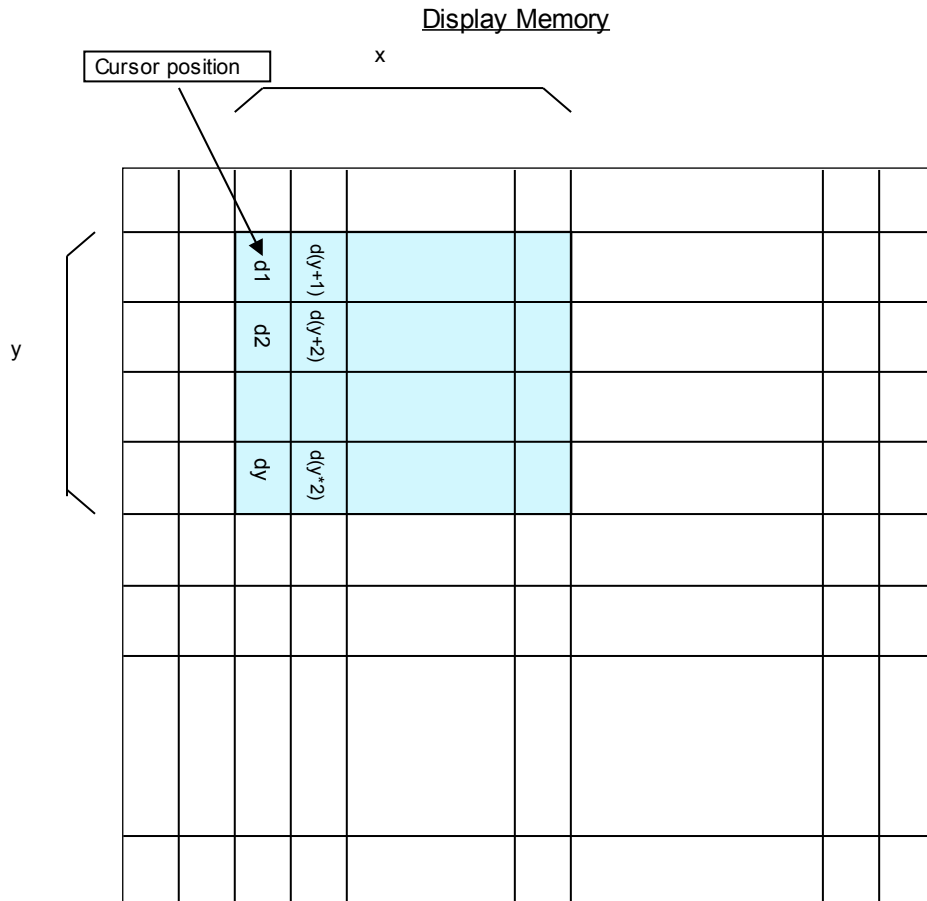 Display Memory
Cursor position
x
y
d1
d(y+1)
d2
d(y+2)
dy
d(y*2)